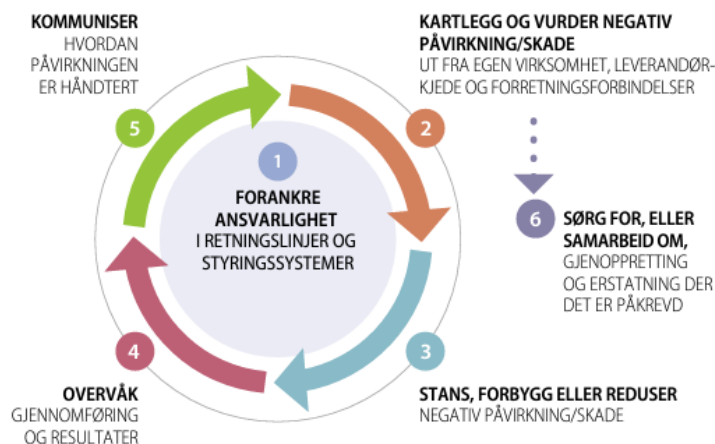 KOMMUNISER
HVORDAN
PÅVIRKNINGEN
ER HÅNDTERT
5
KARTLEGG OG VURDER NEGATIV
PÅVIRKNING/SKADE
UT FRA EGEN VIRKSOMHET, LEVERANDØR-
KJEDE OG FORRETNINGSFORBINDELSER
2
1
FORANKRE
ANSVARLIGHET
I RETNINGSLINJER OG
STYRINGSSYSTEMER
6
SØRG FOR, ELLER
SAMARBEID OM,
GJENOPPRETTING
OG ERSTATNING DER
DET ER PÅKREVD
4
OVERVÅK
GJENNOMFØRING
OG RESULTATER
3
STANS, FORBYGG ELLER REDUSER
NEGATIV PÅVIRKNING/SKADE